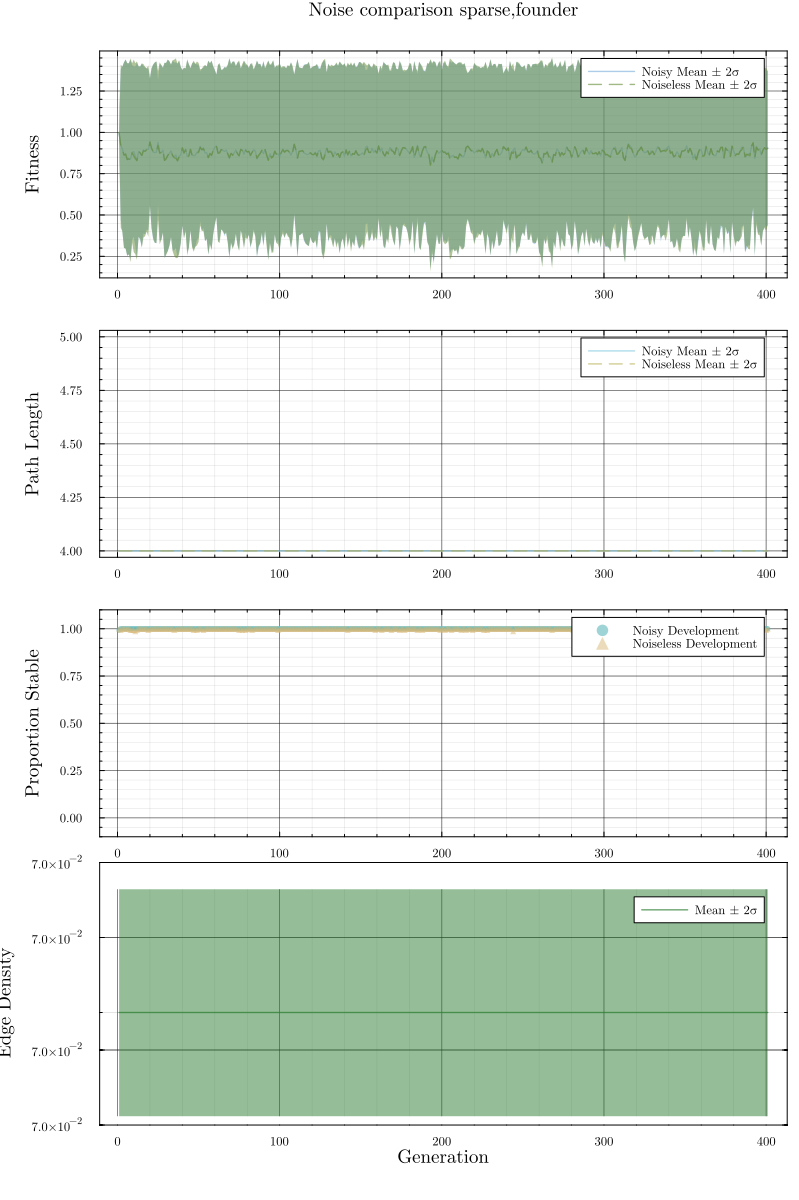 Noise comparison sparse,founder
Fitness
1.25
1.00
0.75
0.50
0.25
Noisy Mean ± 2σ
Noiseless Mean ± 2σ
0 100 200 300 400
Path Length
5.00
4.75
4.50
4.25
4.00
Noisy Mean ± 2σ
Noiseless Mean ± 2σ
0 100 200 300 400
Proportion Stable
1.00
0.75
0.50
0.25
0.00
Noisy Development
Noiseless Development
0 100 200 300 400
Edge Density
7.0×10⁻²
7.0×10⁻²
7.0×10⁻²
7.0×10⁻²
Mean ± 2σ
0 100 200 300 400
Generation